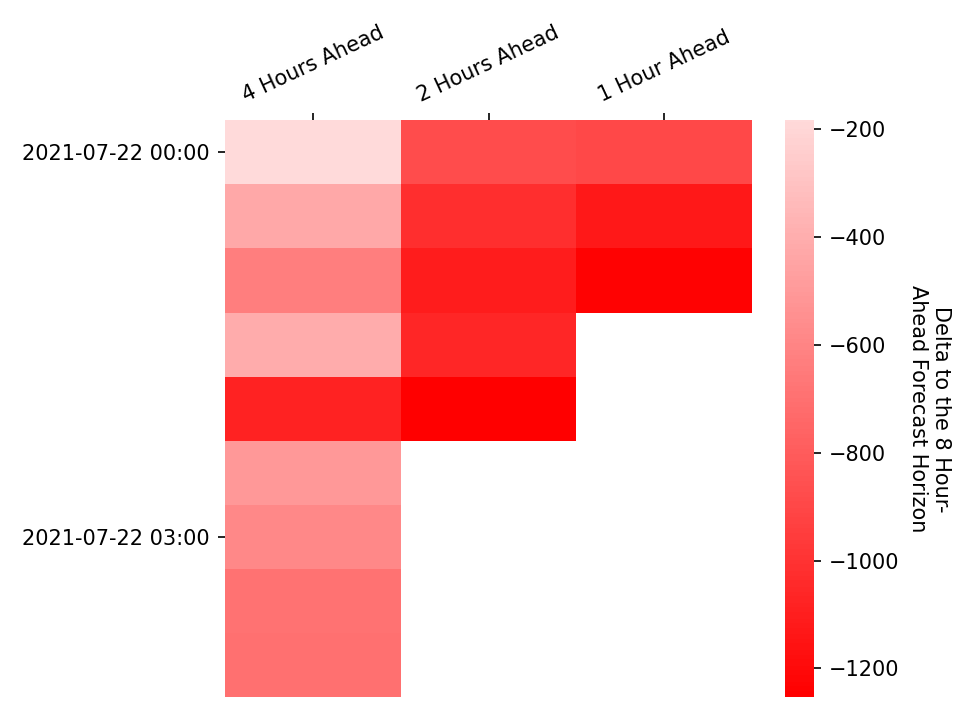 4 Hours Ahead
2 Hours Ahead
1 Hour Ahead
2021-07-22 00:00
2021-07-22 03:00
−200
−400
−600
−800
−1000
−1200
Delta to the 8 Hour-
Ahead Forecast Horizon